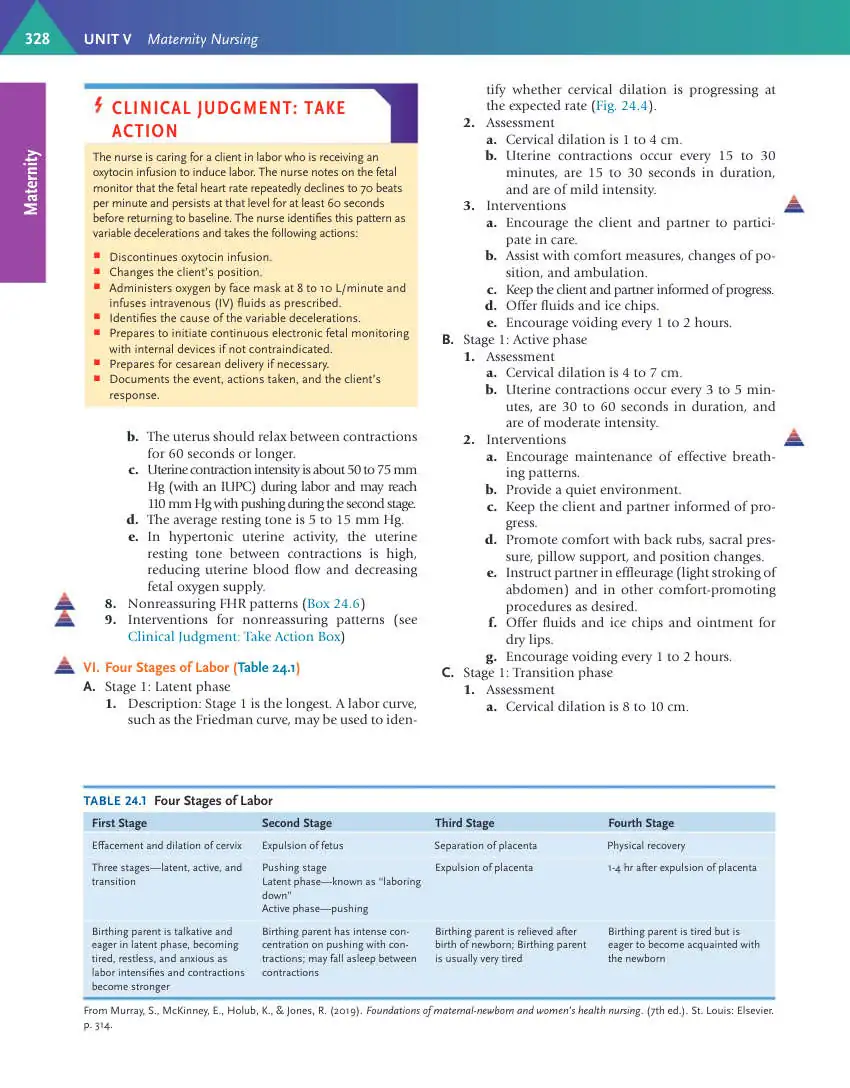 328
UNIT V Maternity Nursing
Maternity
CLINICAL JUDGMENT: TAKE
ACTION
The nurse is caring for a client in labor who is receiving an
oxytocin infusion to induce labor. The nurse notes on the fetal
monitor that the fetal heart rate repeatedly declines to 70 beats
per minute and persists at that level for at least 60 seconds
before returning to baseline. The nurse identifies this pattern as
variable decelerations and takes the following actions:
▪ Discontinues oxytocin infusion.
▪ Changes the client's position.
▪ Administers oxygen by face mask at 8 to 10 L/minute and
infuses intravenous (IV) fluids as prescribed.
▪ Identifies the cause of the variable decelerations.
▪ Prepares to initiate continuous electronic fetal monitoring
with internal devices if not contraindicated.
▪ Prepares for cesarean delivery if necessary.
▪ Documents the event, actions taken, and the client's
response.
b. The uterus should relax between contractions
for 60 seconds or longer.
c. Uterine contraction intensity is about 50 to 75 mm
Hg (with an IUPC) during labor and may reach
110 mm Hg with pushing during the second stage.
d. The average resting tone is 5 to 15 mm Hg.
e. In hypertonic uterine activity, the uterine
resting tone between contractions is high,
reducing uterine blood flow and decreasing
fetal oxygen supply.
8. Nonreassuring FHR patterns (Box 24.6)
9. Interventions for nonreassuring patterns (see
Clinical Judgment: Take Action Box)
VI. Four Stages of Labor (Table 24.1)
A. Stage 1: Latent phase
1. Description: Stage 1 is the longest. A labor curve,
such as the Friedman curve, may be used to iden-
tify whether cervical dilation is progressing at
the expected rate (Fig. 24.4).
2. Assessment
a. Cervical dilation is 1 to 4 cm.
b. Uterine contractions occur every 15 to 30
minutes, are 15 to 30 seconds in duration,
and are of mild intensity.
3. Interventions
a. Encourage the client and partner to partici-
pate in care.
b. Assist with comfort measures, changes of po-
sition, and ambulation.
c. Keep the client and partner informed of progress.
d. Offer fluids and ice chips.
e. Encourage voiding every 1 to 2 hours.
B. Stage 1: Active phase
1. Assessment
a. Cervical dilation is 4 to 7 cm.
b. Uterine contractions occur every 3 to 5 min-
utes, are 30 to 60 seconds in duration, and
are of moderate intensity.
2. Interventions
a. Encourage maintenance of effective breath-
ing patterns.
b. Provide a quiet environment.
c. Keep the client and partner informed of pro-
gress.
d. Promote comfort with back rubs, sacral pres-
sure, pillow support, and position changes.
e. Instruct partner in effleurage (light stroking of
abdomen) and in other comfort-promoting
procedures as desired.
f. Offer fluids and ice chips and ointment for
dry lips.
g. Encourage voiding every 1 to 2 hours.
C. Stage 1: Transition phase
1. Assessment
a. Cervical dilation is 8 to 10 cm.
TABLE 24.1 Four Stages of Labor
First Stage Second Stage Third Stage Fourth Stage
Effacement and dilation of cervix Expulsion of fetus Separation of placenta Physical recovery
Three stages—latent, active, and Pushing stage Expulsion of placenta 1-4 hr after expulsion of placenta
transition Latent phase—known as "laboring
down"
Active phase—pushing
Birthing parent is talkative and Birthing parent has intense con- Birthing parent is relieved after Birthing parent is tired but is
eager in latent phase, becoming centration on pushing with con- birth of newborn; Birthing parent eager to become acquainted with
tired, restless, and anxious as tractions; may fall asleep between is usually very tired the newborn
labor intensifies and contractions contractions
become stronger
From Murray, S., McKinney, E., Holub, K., & Jones, R. (2019). Foundations of maternal-newborn and women's health nursing. (7th ed.). St. Louis: Elsevier.
p. 314.